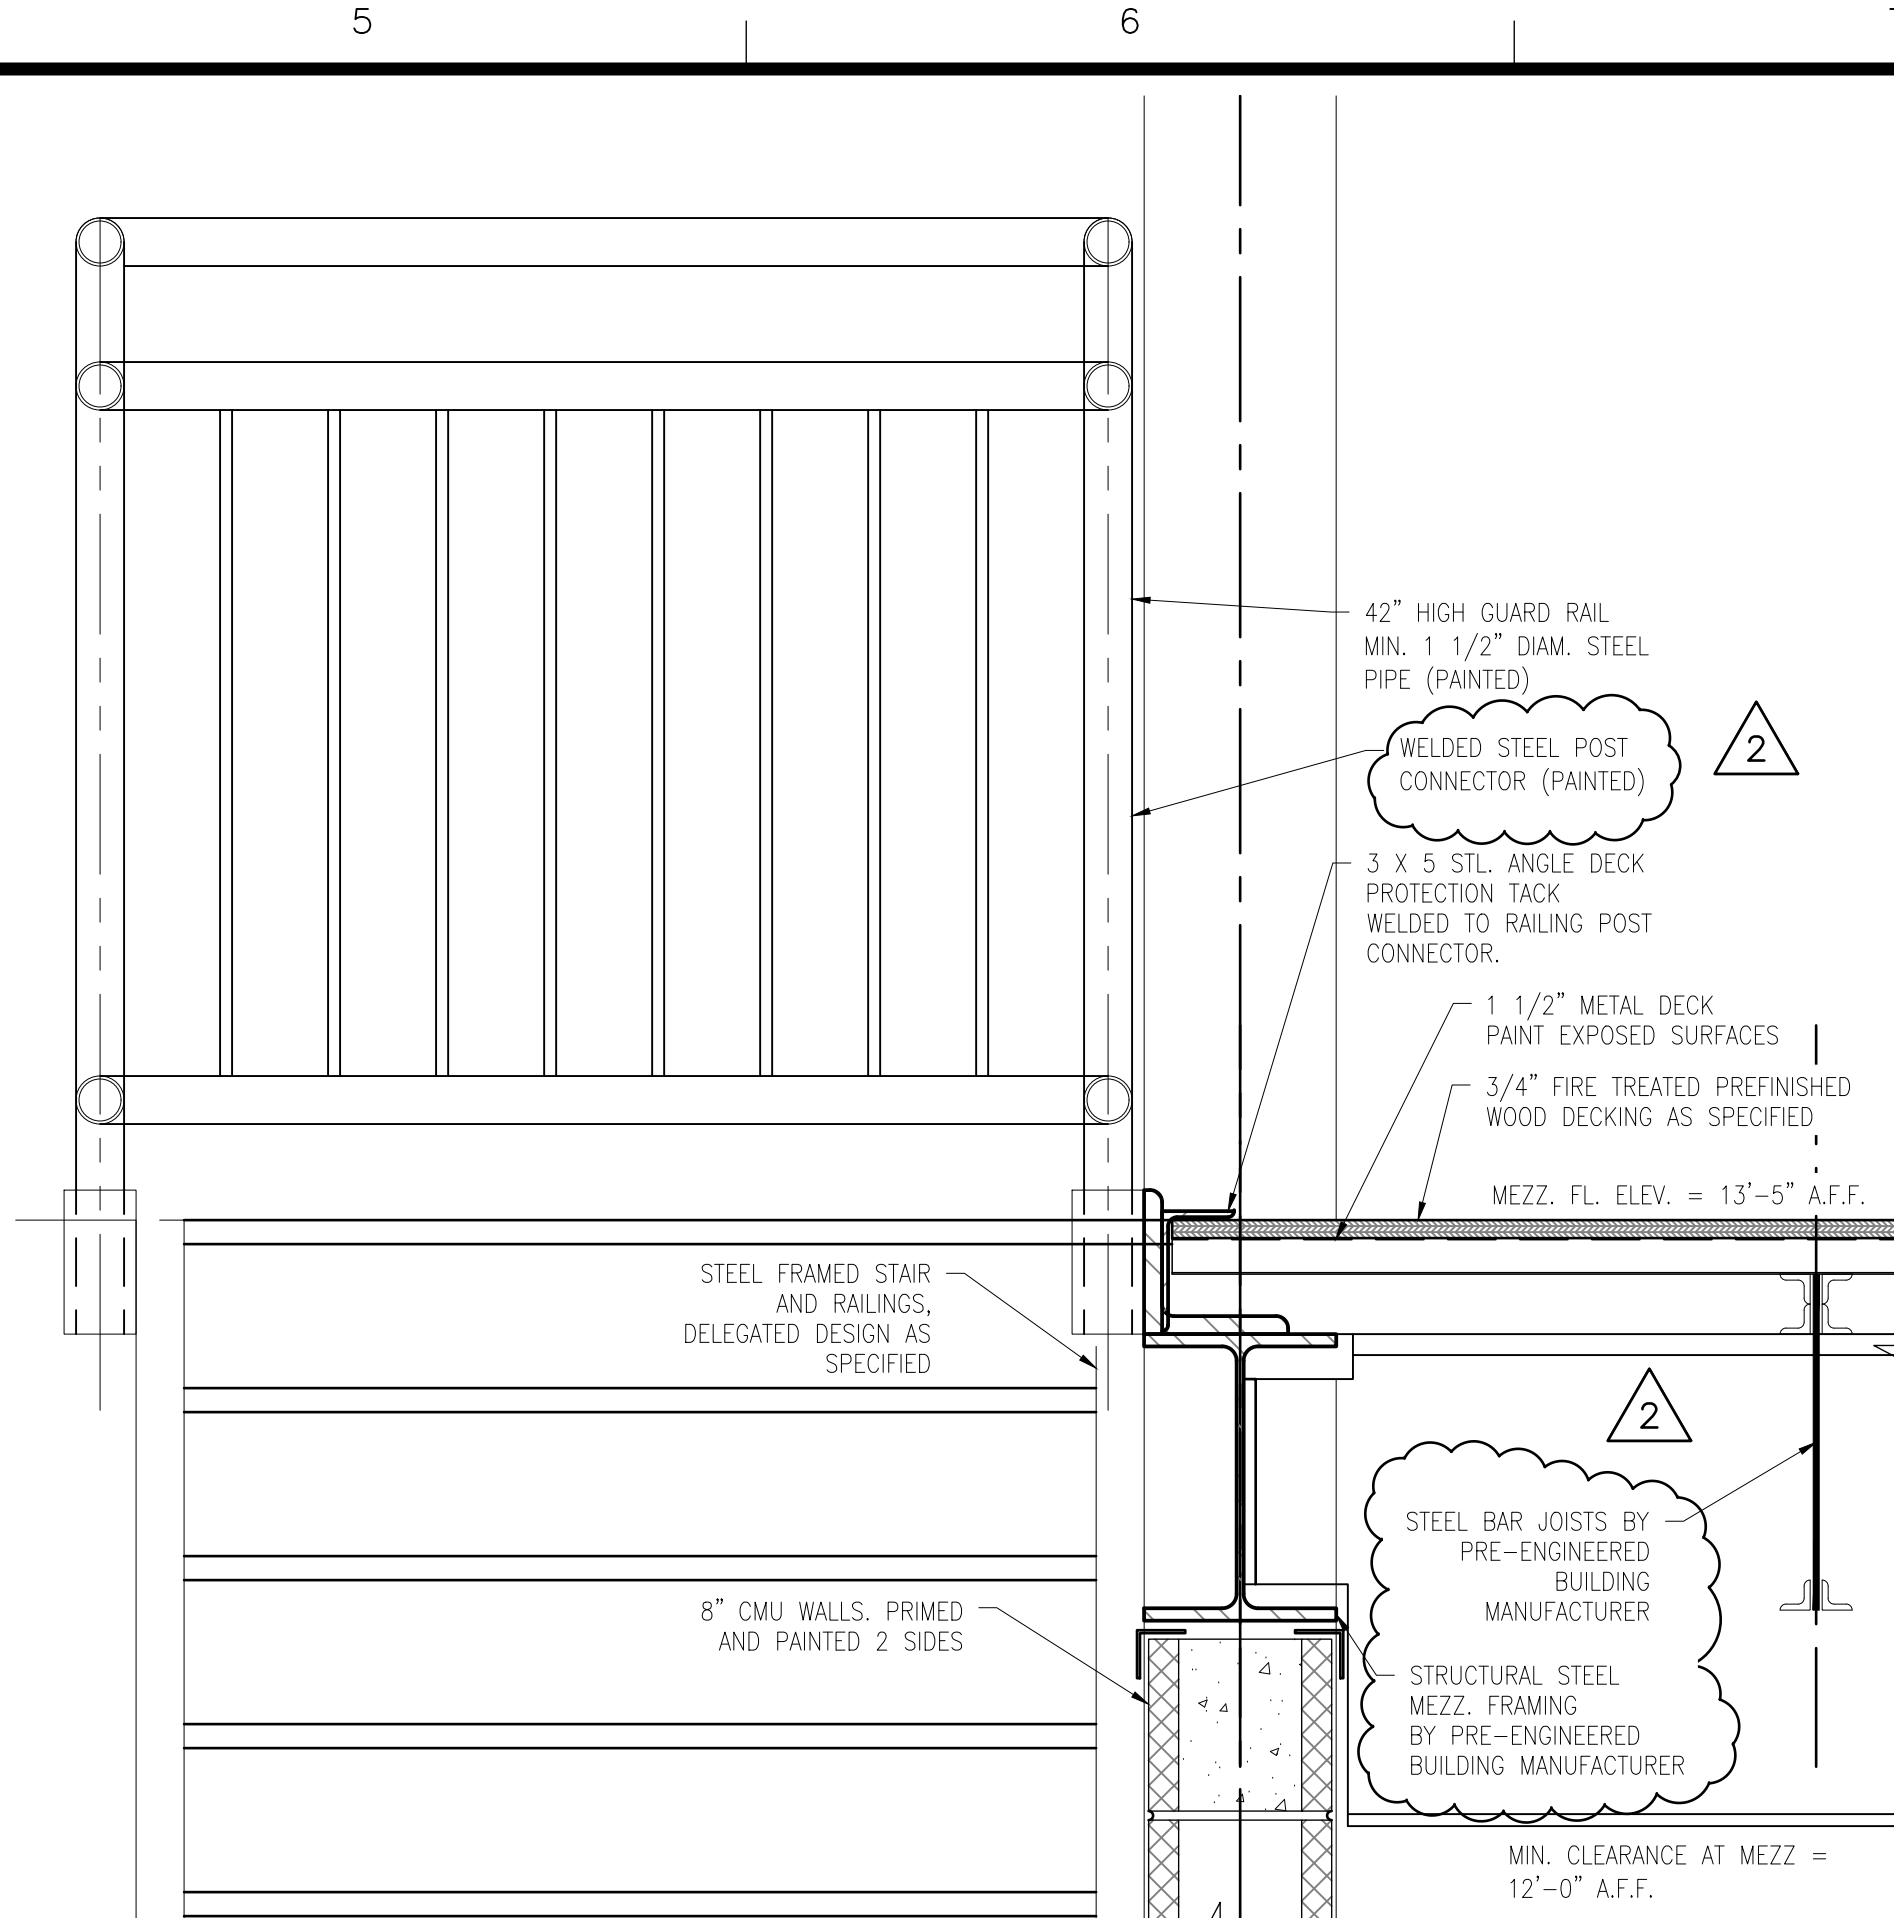 5
6
42" HIGH GUARD RAIL
MIN. 1 1/2" DIAM. STEEL
PIPE (PAINTED)
WELDED STEEL POST
CONNECTOR (PAINTED)
2
3 X 5 STL. ANGLE DECK
PROTECTION TACK
WELDED TO RAILING POST
CONNECTOR.
1 1/2" METAL DECK
PAINT EXPOSED SURFACES
3/4" FIRE TREATED PREFINISHED
WOOD DECKING AS SPECIFIED
MEZZ. FL. ELEV. = 13'-5" A.F.F.
STEEL FRAMED STAIR
AND RAILINGS,
DELEGATED DESIGN AS
SPECIFIED
2
STEEL BAR JOISTS BY
PRE-ENGINEERED
BUILDING
MANUFACTURER
8" CMU WALLS. PRIMED
AND PAINTED 2 SIDES
STRUCTURAL STEEL
MEZZ. FRAMING
BY PRE-ENGINEERED
BUILDING MANUFACTURER
MIN. CLEARANCE AT MEZZ =
12'-0" A.F.F.